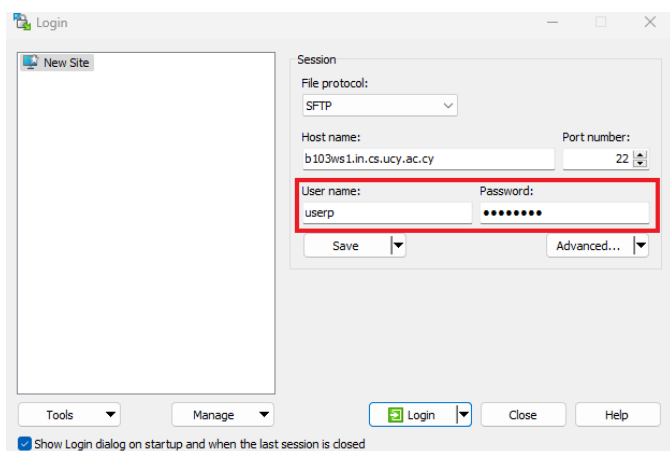 Login
New Site
Session
File protocol:
SFTP
Host name:
Port number:
b103ws1.in.cs.ucy.ac.cy
22
User name:
Password:
userp
••••••••
Save
Advanced...
Tools
Manage
Login
Close
Help
Show Login dialog on startup and when the last session is closed